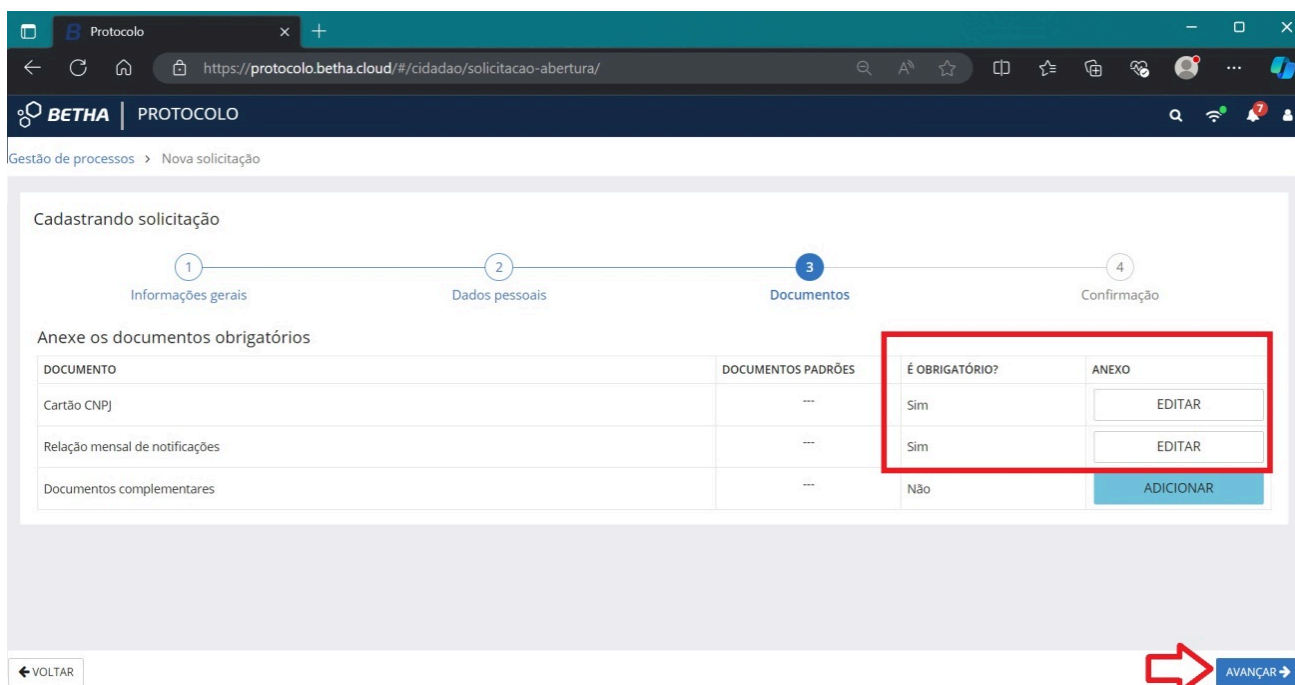 Protocolo
https://protocolo.betha.cloud/#/cidadao/solicitacao-abertura/
BETHA | PROTOCOLO
7
Gestão de processos > Nova solicitação
Cadastrando solicitação
1 2 3 4
Informações gerais Dados pessoais Documentos Confirmação
Anexe os documentos obrigatórios
DOCUMENTO DOCUMENTOS PADRÕES É OBRIGATÓRIO? ANEXO
Cartão CNPJ --- Sim EDITAR
Relação mensal de notificações --- Sim EDITAR
Documentos complementares --- Não ADICIONAR
VOLTAR AVANÇAR